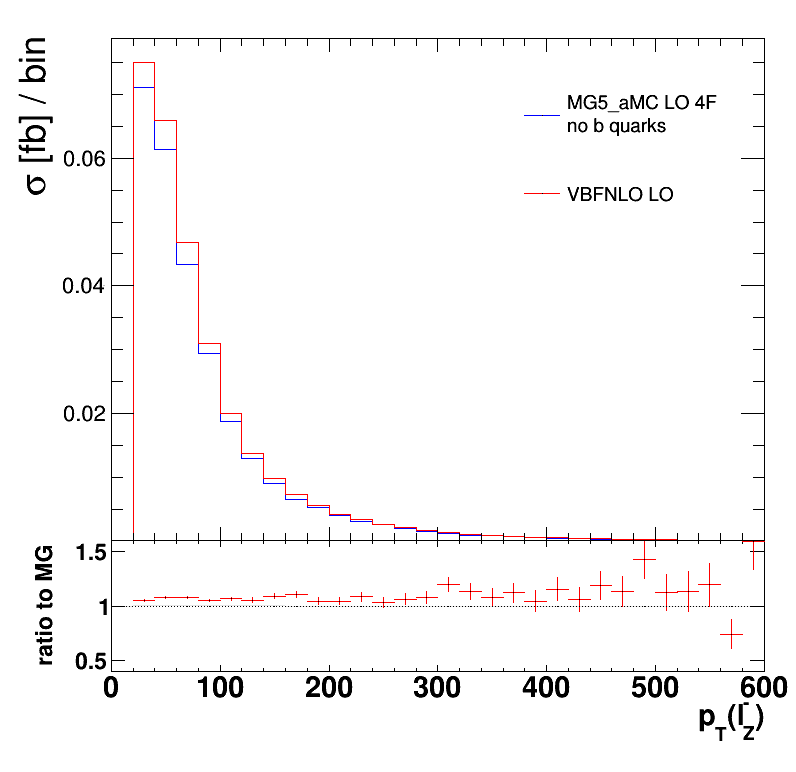 σ [fb] / bin
0.06
0.04
0.02
MG5_aMC LO 4F
no b quarks
VBFNLO LO
ratio to MG
1.5
1
0.5
0 100 200 300 400 500 600
p_T(l^-_Z)